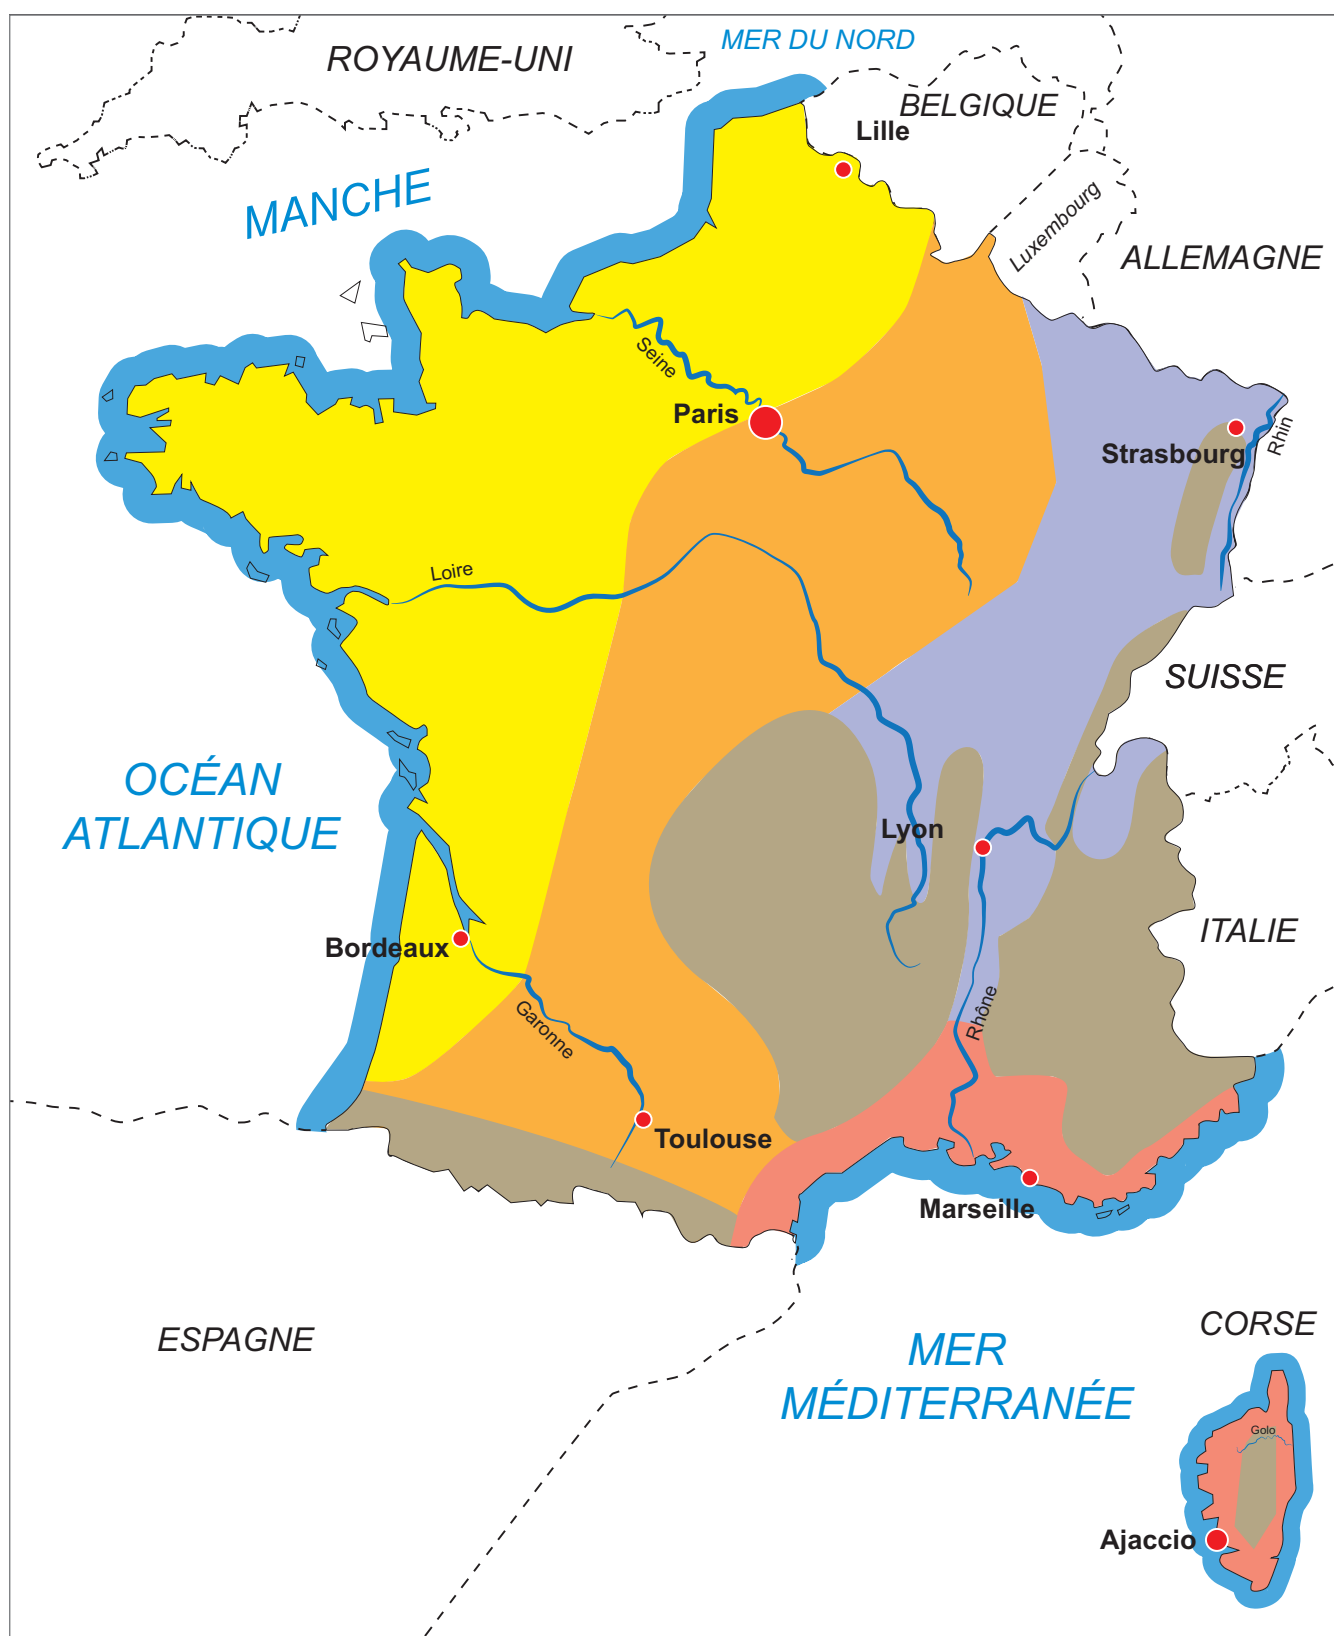 MER DU NORD
ROYAUME-UNI
BELGIQUE
Lille
MANCHE
Luxembourg
ALLEMAGNE
Seine
Paris
Strasbourg
Rhin
Loire
SUISSE
OCÉAN
ATLANTIQUE
Lyon
ITALIE
Bordeaux
Garonne
Rhône
Toulouse
Marseille
ESPAGNE
CORSE
MER
MÉDITERRANÉE
Golo
Ajaccio